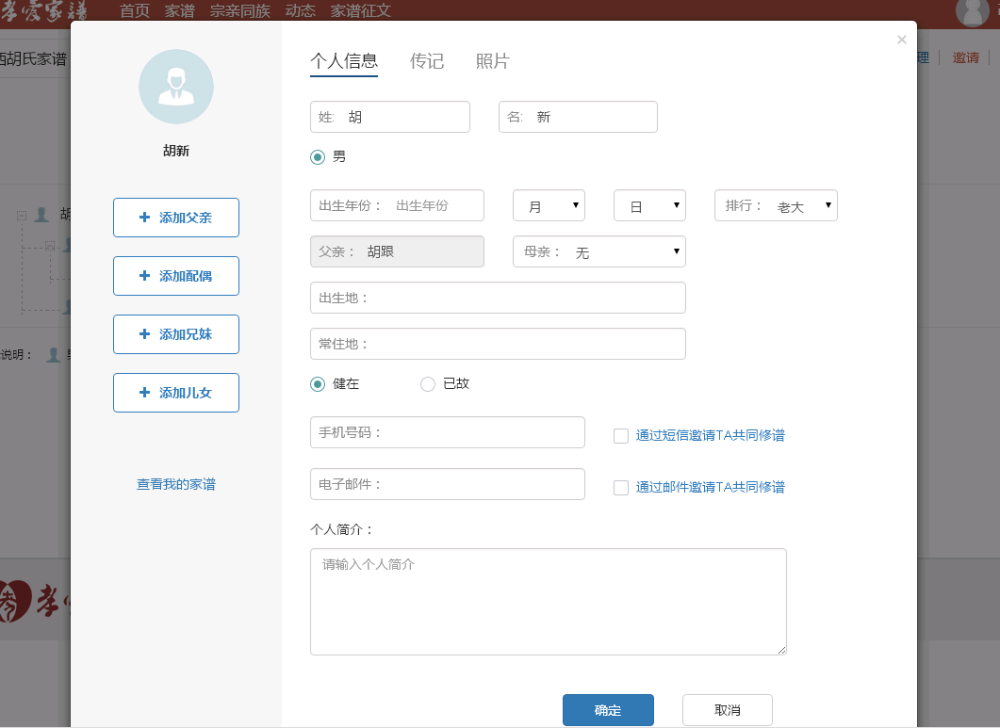 孝爱家谱
首页 家谱 宗亲同族 动态 家谱征文
西胡氏家谱
理 邀请
胡
说明：
孝
×
胡新
+ 添加父亲
+ 添加配偶
+ 添加兄妹
+ 添加儿女
查看我的家谱
个人信息 传记 照片
姓: 胡 名: 新
男
出生年份： 出生年份 月 日 排行： 老大
父亲： 胡跟 母亲： 无
出生地：
常住地：
健在 已故
手机号码： 通过短信邀请TA共同修谱
电子邮件： 通过邮件邀请TA共同修谱
个人简介：
请输入个人简介
确定 取消